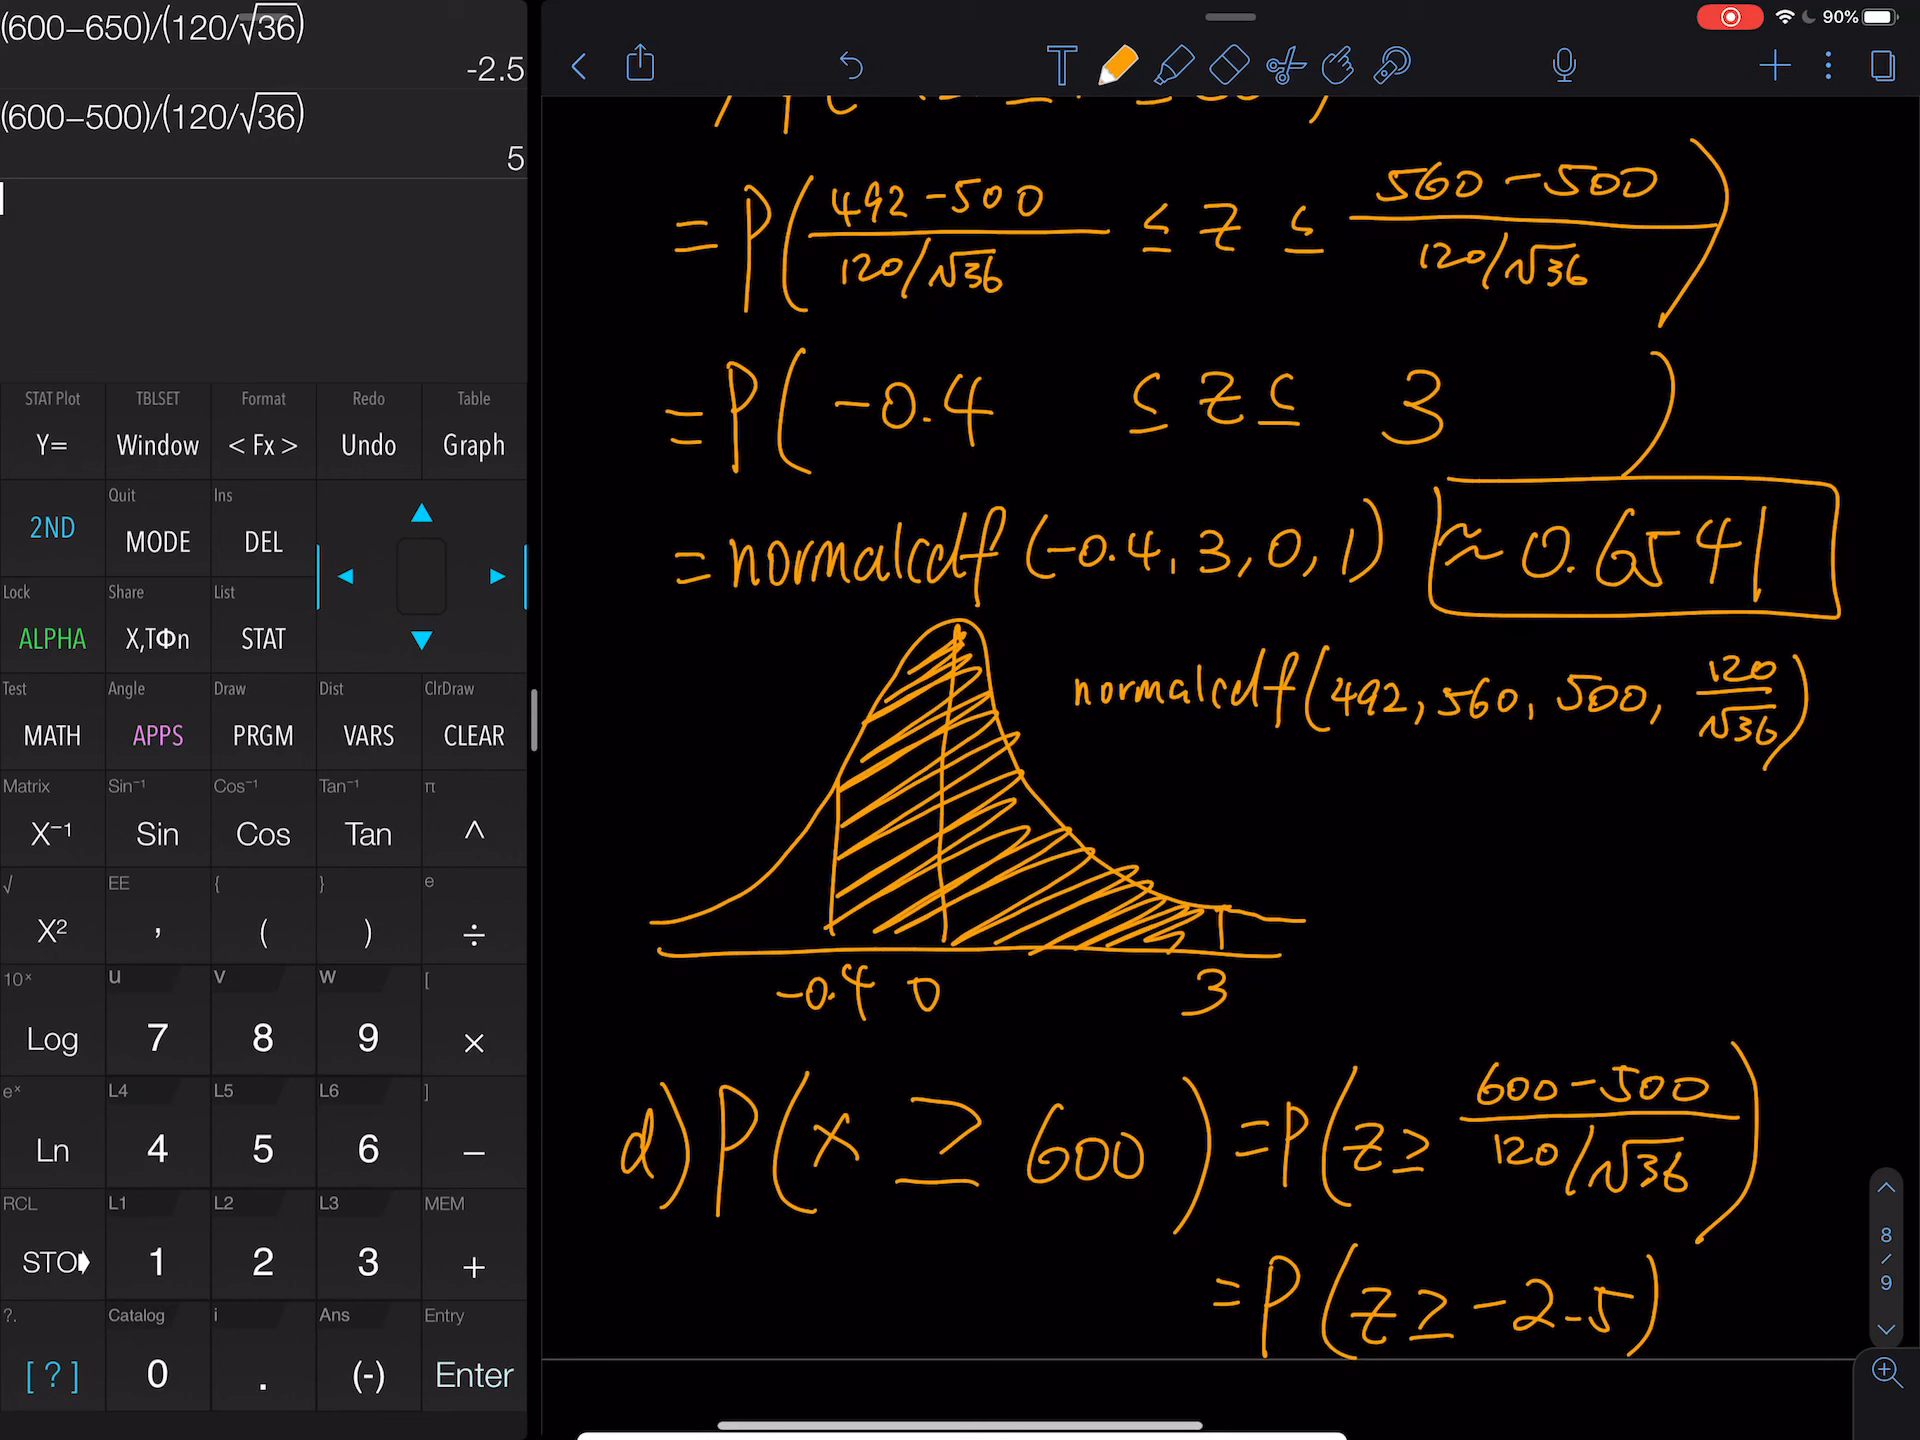 (600–650)/(120/√36)
-2.5
(600–500)/(120/√36)
5
90%
T
= P( 492-500 / 120/√36 ≤ z ≤ 560-500 / 120/√36 )
= P( -0.4 ≤ z ≤ 3 )
= normalcdf (-0.4, 3, 0, 1) ≈ 0.6541
normalcdf(492, 560, 500, 120/√36)
-0.4 0 3
d) P(x ≥ 600) = P(z ≥ 600-500 / 120/√36 )
= P(z ≥ -2.5)
8
/
9
STAT Plot TBLSET Format Redo Table
Y= Window < Fx > Undo Graph
Quit Ins
2ND MODE DEL
Lock Share List
ALPHA X,TΦn STAT
Test Angle Draw Dist ClrDraw
MATH APPS PRGM VARS CLEAR
Matrix Sin⁻¹ Cos⁻¹ Tan⁻¹ π
X⁻¹ Sin Cos Tan ^
√ EE { } e
X² , ( ) ÷
10ˣ u v w [
Log 7 8 9 ×
eˣ L4 L5 L6 ]
Ln 4 5 6 –
RCL L1 L2 L3 MEM
STO 1 2 3 +
?. Catalog i Ans Entry
[ ? ] 0 . (-) Enter